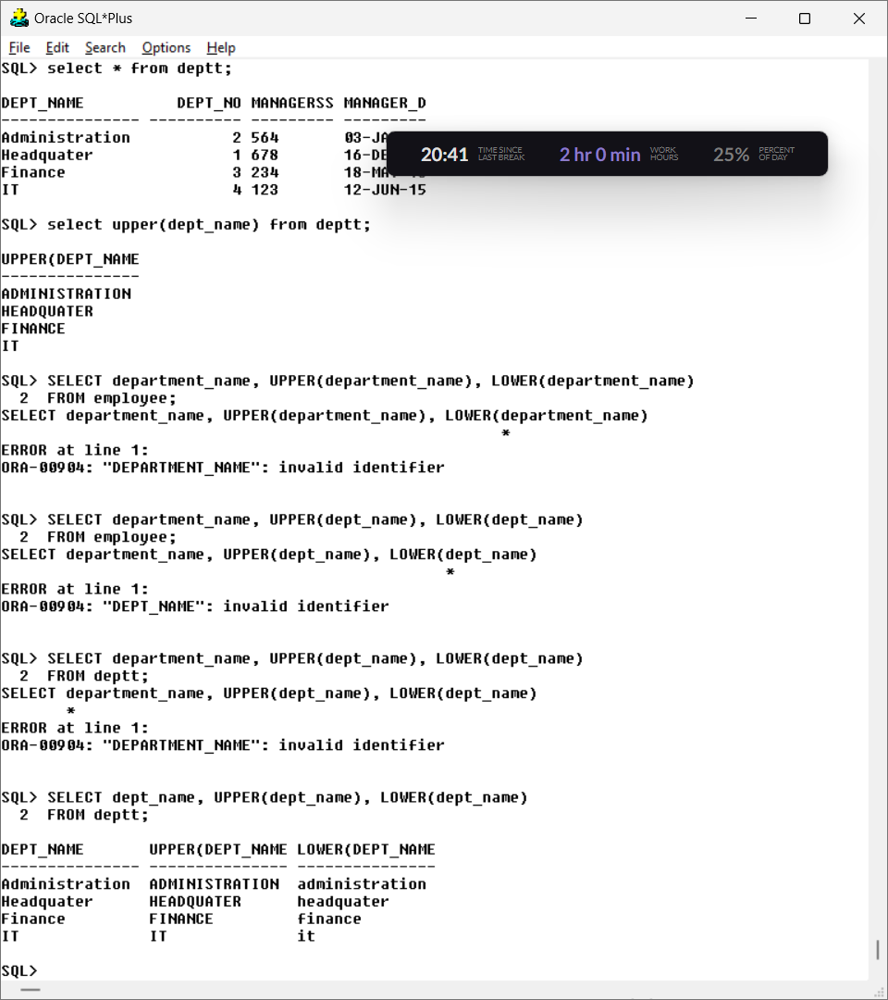 Oracle SQL*Plus
File Edit Search Options Help
SQL> select * from deptt;
DEPT_NAME DEPT_NO MANAGERSS MANAGER_D
--------------- ---------- --------- ---------
Administration 2 564 03-JA
Headquater 1 678 16-DE
Finance 3 234
IT 4 123 12-JUN-15
20:41 TIME SINCE LAST BREAK 2 hr 0 min WORK HOURS 25% PERCENT OF DAY
SQL> select upper(dept_name) from deptt;
UPPER(DEPT_NAME
---------------
ADMINISTRATION
HEADQUATER
FINANCE
IT
SQL> SELECT department_name, UPPER(department_name), LOWER(department_name)
2 FROM employee;
SELECT department_name, UPPER(department_name), LOWER(department_name)
*
ERROR at line 1:
ORA-00904: "DEPARTMENT_NAME": invalid identifier
SQL> SELECT department_name, UPPER(dept_name), LOWER(dept_name)
2 FROM employee;
SELECT department_name, UPPER(dept_name), LOWER(dept_name)
*
ERROR at line 1:
ORA-00904: "DEPT_NAME": invalid identifier
SQL> SELECT department_name, UPPER(dept_name), LOWER(dept_name)
2 FROM deptt;
SELECT department_name, UPPER(dept_name), LOWER(dept_name)
*
ERROR at line 1:
ORA-00904: "DEPARTMENT_NAME": invalid identifier
SQL> SELECT dept_name, UPPER(dept_name), LOWER(dept_name)
2 FROM deptt;
DEPT_NAME UPPER(DEPT_NAME LOWER(DEPT_NAME
--------------- --------------- ---------------
Administration ADMINISTRATION administration
Headquater HEADQUATER headquater
Finance FINANCE finance
IT IT it
SQL>